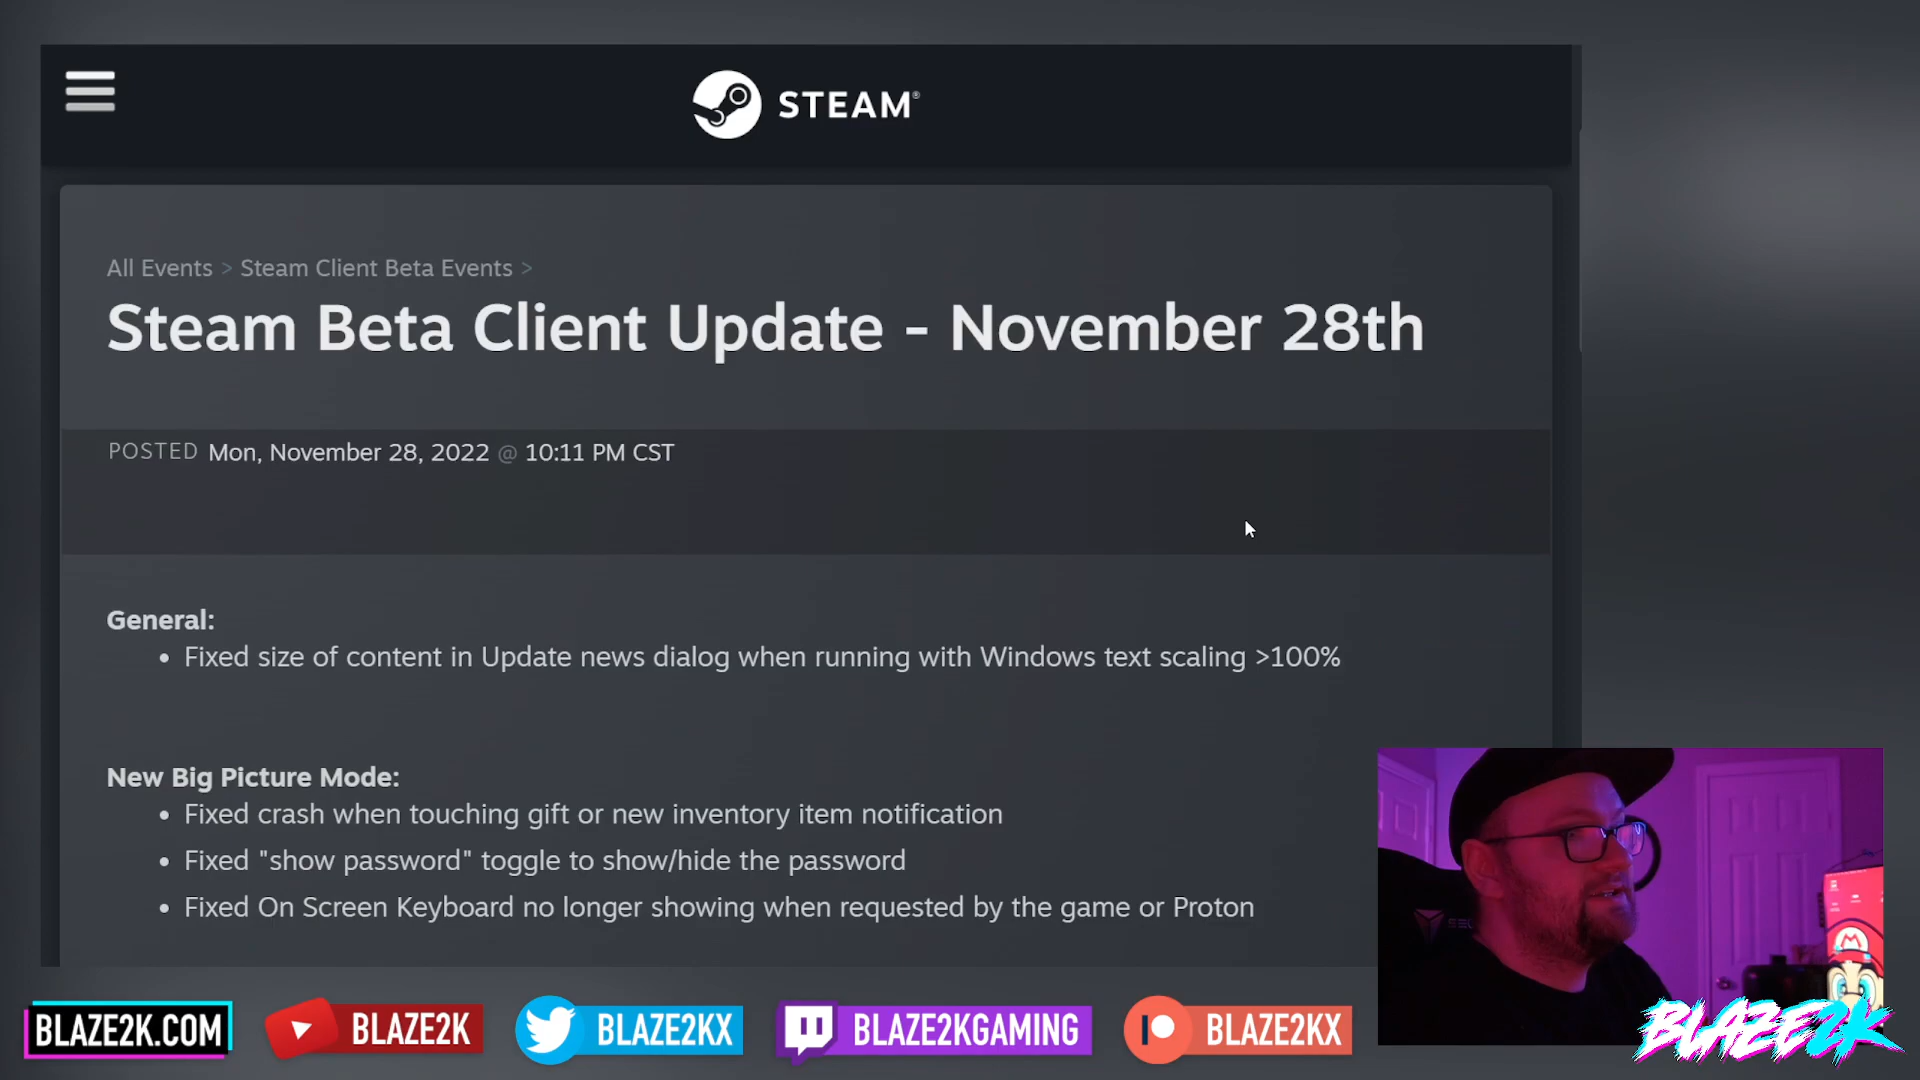 STEAM®
All Events > Steam Client Beta Events >
Steam Beta Client Update - November 28th
POSTED Mon, November 28, 2022 @ 10:11 PM CST
General:
• Fixed size of content in Update news dialog when running with Windows text scaling >100%
New Big Picture Mode:
• Fixed crash when touching gift or new inventory item notification
• Fixed "show password" toggle to show/hide the password
• Fixed On Screen Keyboard no longer showing when requested by the game or Proton
BLAZE2K.COM
BLAZE2K
BLAZE2KX
BLAZE2KGAMING
BLAZE2KX
BLAZE2K